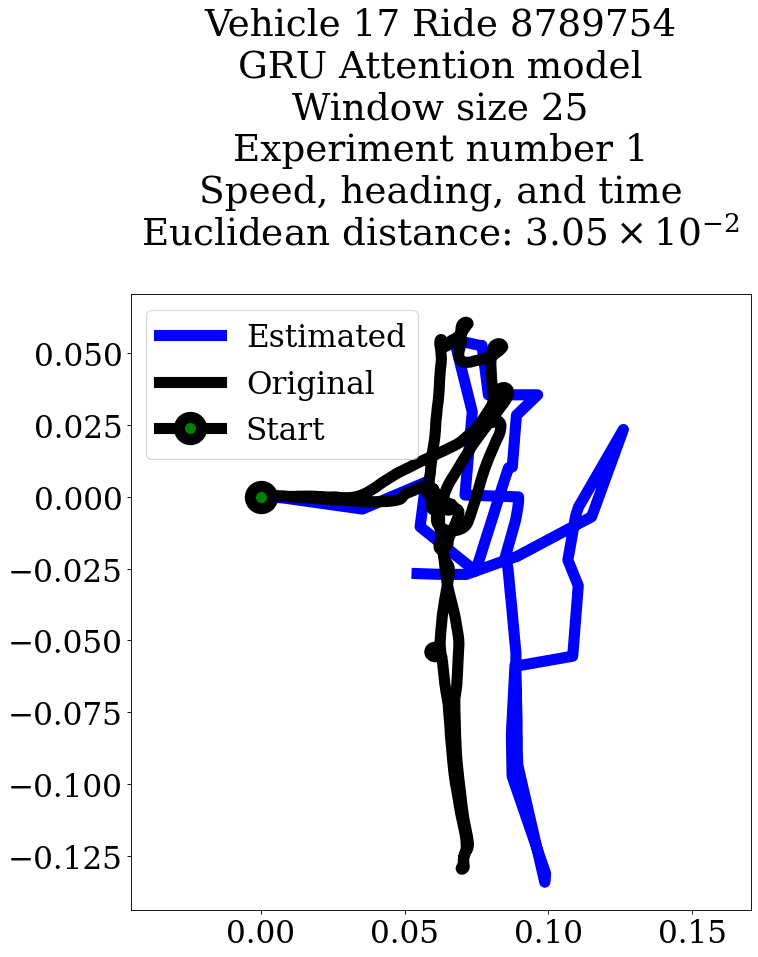 Vehicle 17 Ride 8789754
GRU Attention model
Window size 25
Experiment number 1
Speed, heading, and time
Euclidean distance: 3.05 × 10⁻²
Estimated
Original
Start
0.050
0.025
0.000
−0.025
−0.050
−0.075
−0.100
−0.125
0.00 0.05 0.10 0.15